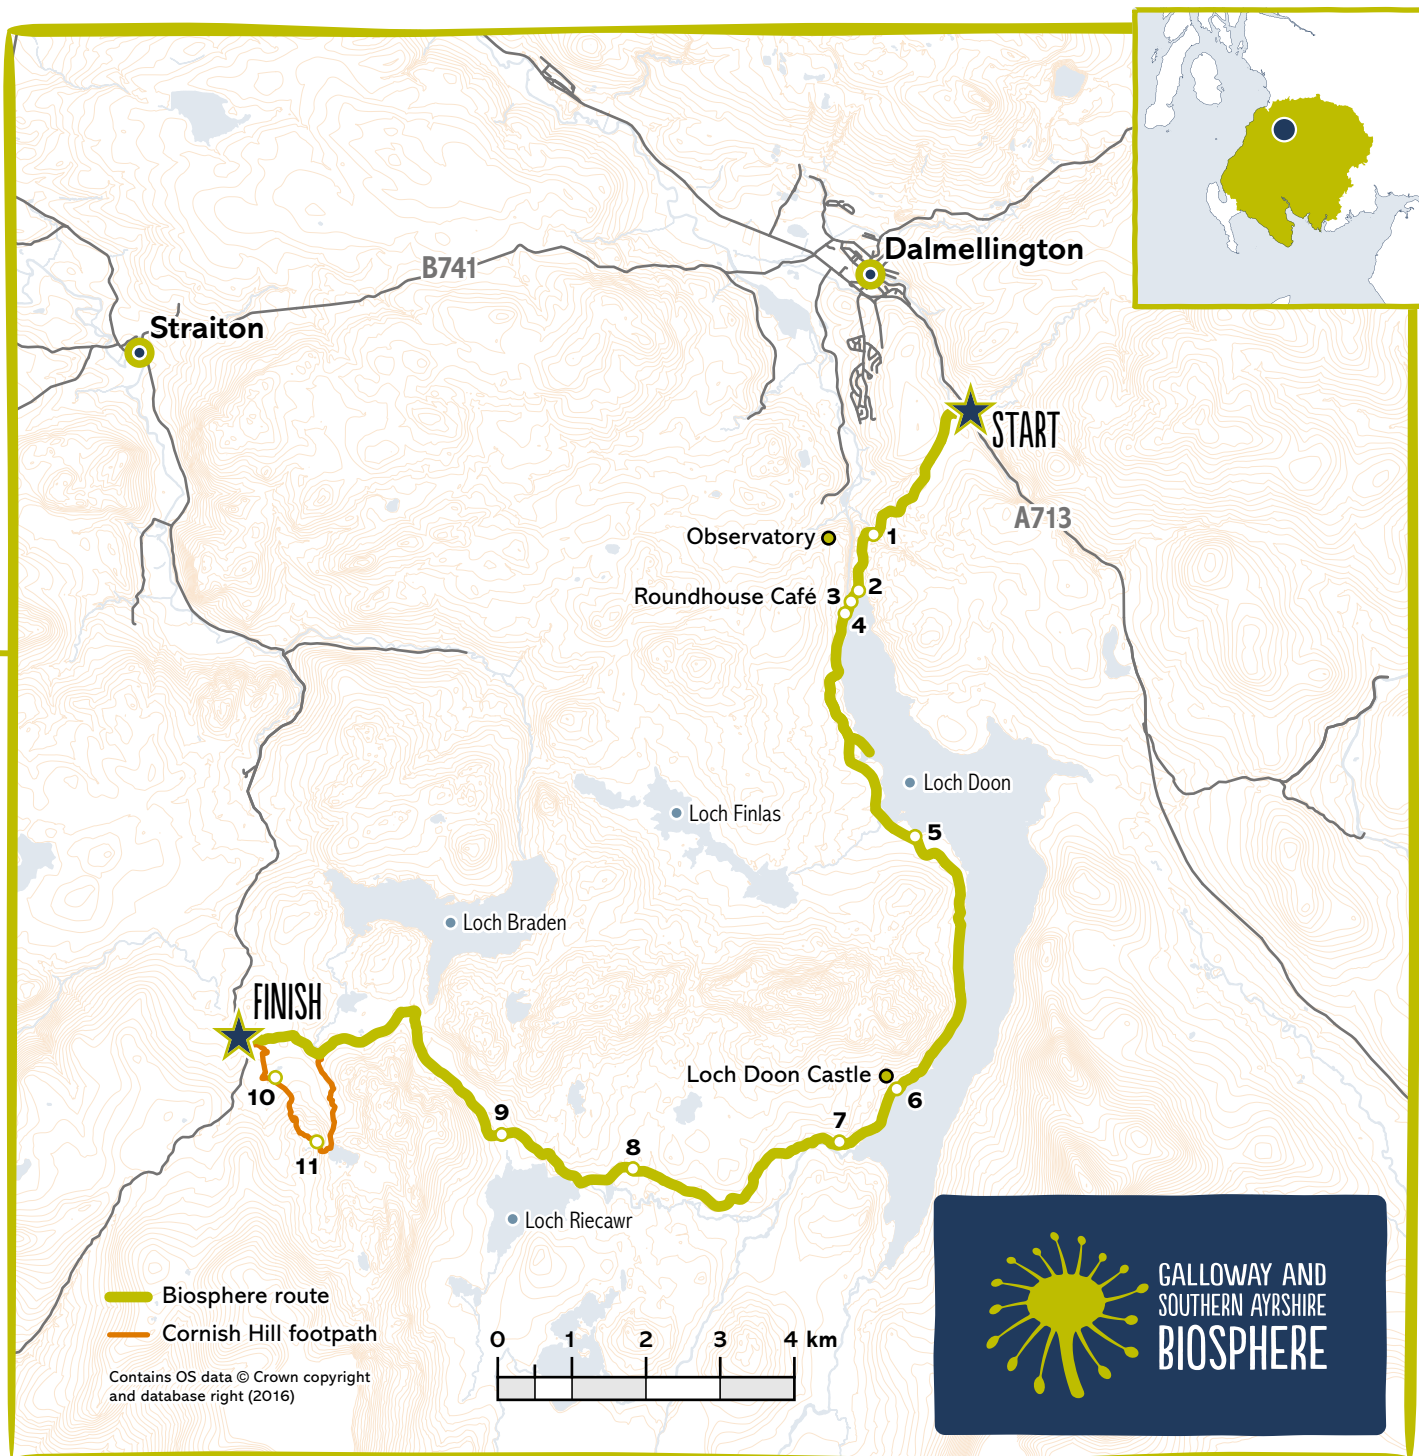 Dalmellington
B741
Straiton
START
A713
Observatory
1
2
Roundhouse Café 3
4
Loch Doon
Loch Finlas
5
Loch Braden
FINISH
Loch Doon Castle
6
10
9
7
8
11
Loch Riecawr
Biosphere route
Cornish Hill footpath
Contains OS data © Crown copyright
and database right (2016)
0 1 2 3 4 km
GALLOWAY AND
SOUTHERN AYRSHIRE
BIOSPHERE